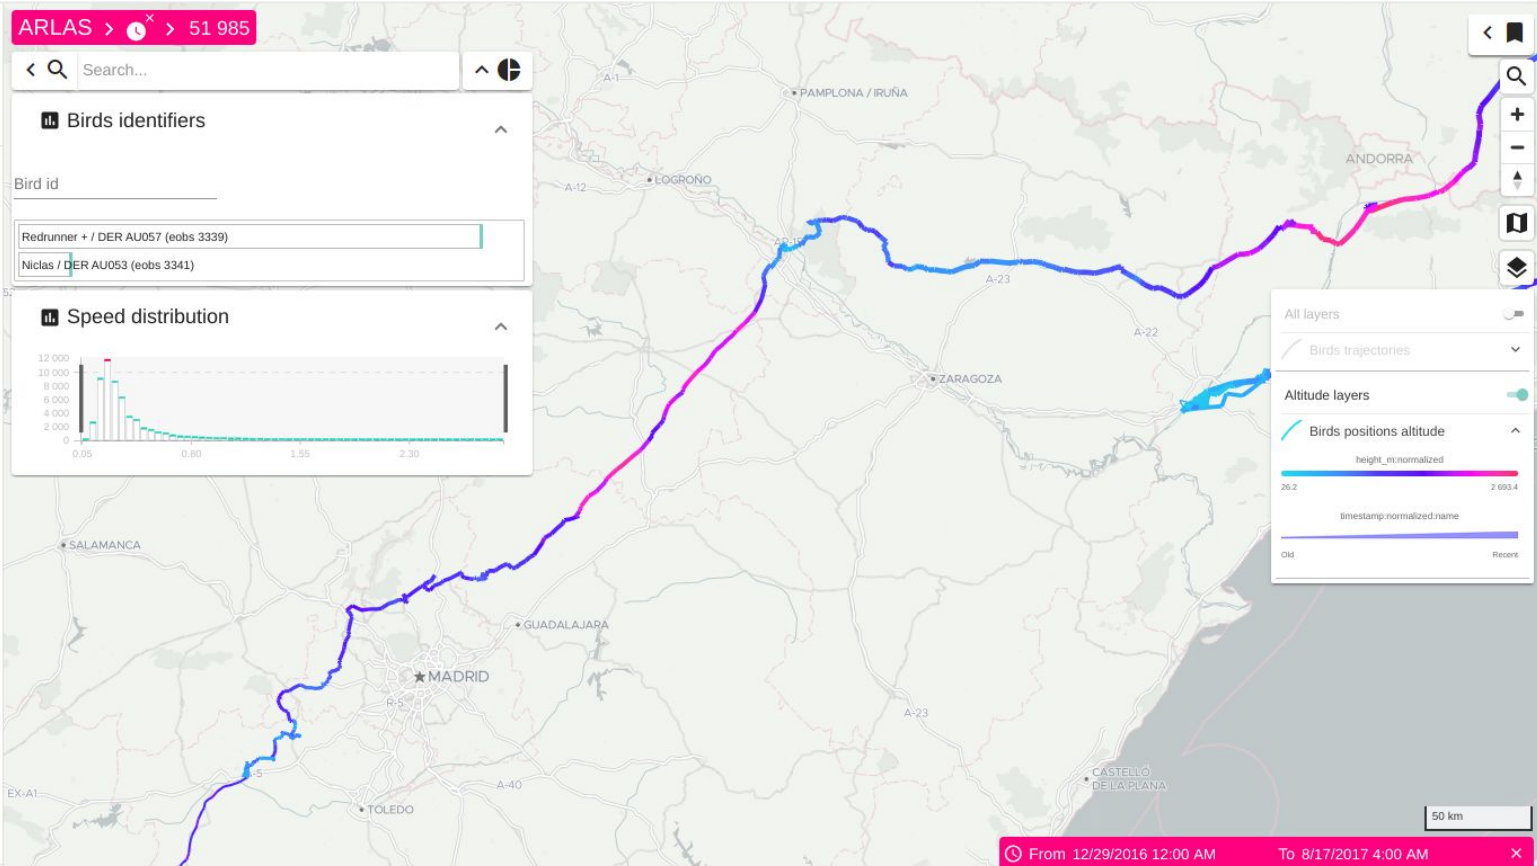 ARLAS > × > 51 985
Search...
Birds identifiers
Bird id
Redrunner + / DER AU057 (eobs 3339)
Niclas / DER AU053 (eobs 3341)
Speed distribution
12 000
10 000
8 000
6 000
4 000
2 000
0
0.05 0.80 1.55 2.30
A-1
PAMPLONA / IRUÑA
ANDORRA
A-12
LOGROÑO
A-23
A-22
ZARAGOZA
SALAMANCA
GUADALAJARA
MADRID
R-5
A-23
-5
A-40
EX-A1
TOLEDO
CASTELLÓ
DE LA PLANA
All layers
Birds trajectories
Altitude layers
Birds positions altitude
height_m:normalized
26.2 2 693.4
timestamp:normalized:name
Old Recent
50 km
From 12/29/2016 12:00 AM To 8/17/2017 4:00 AM ×